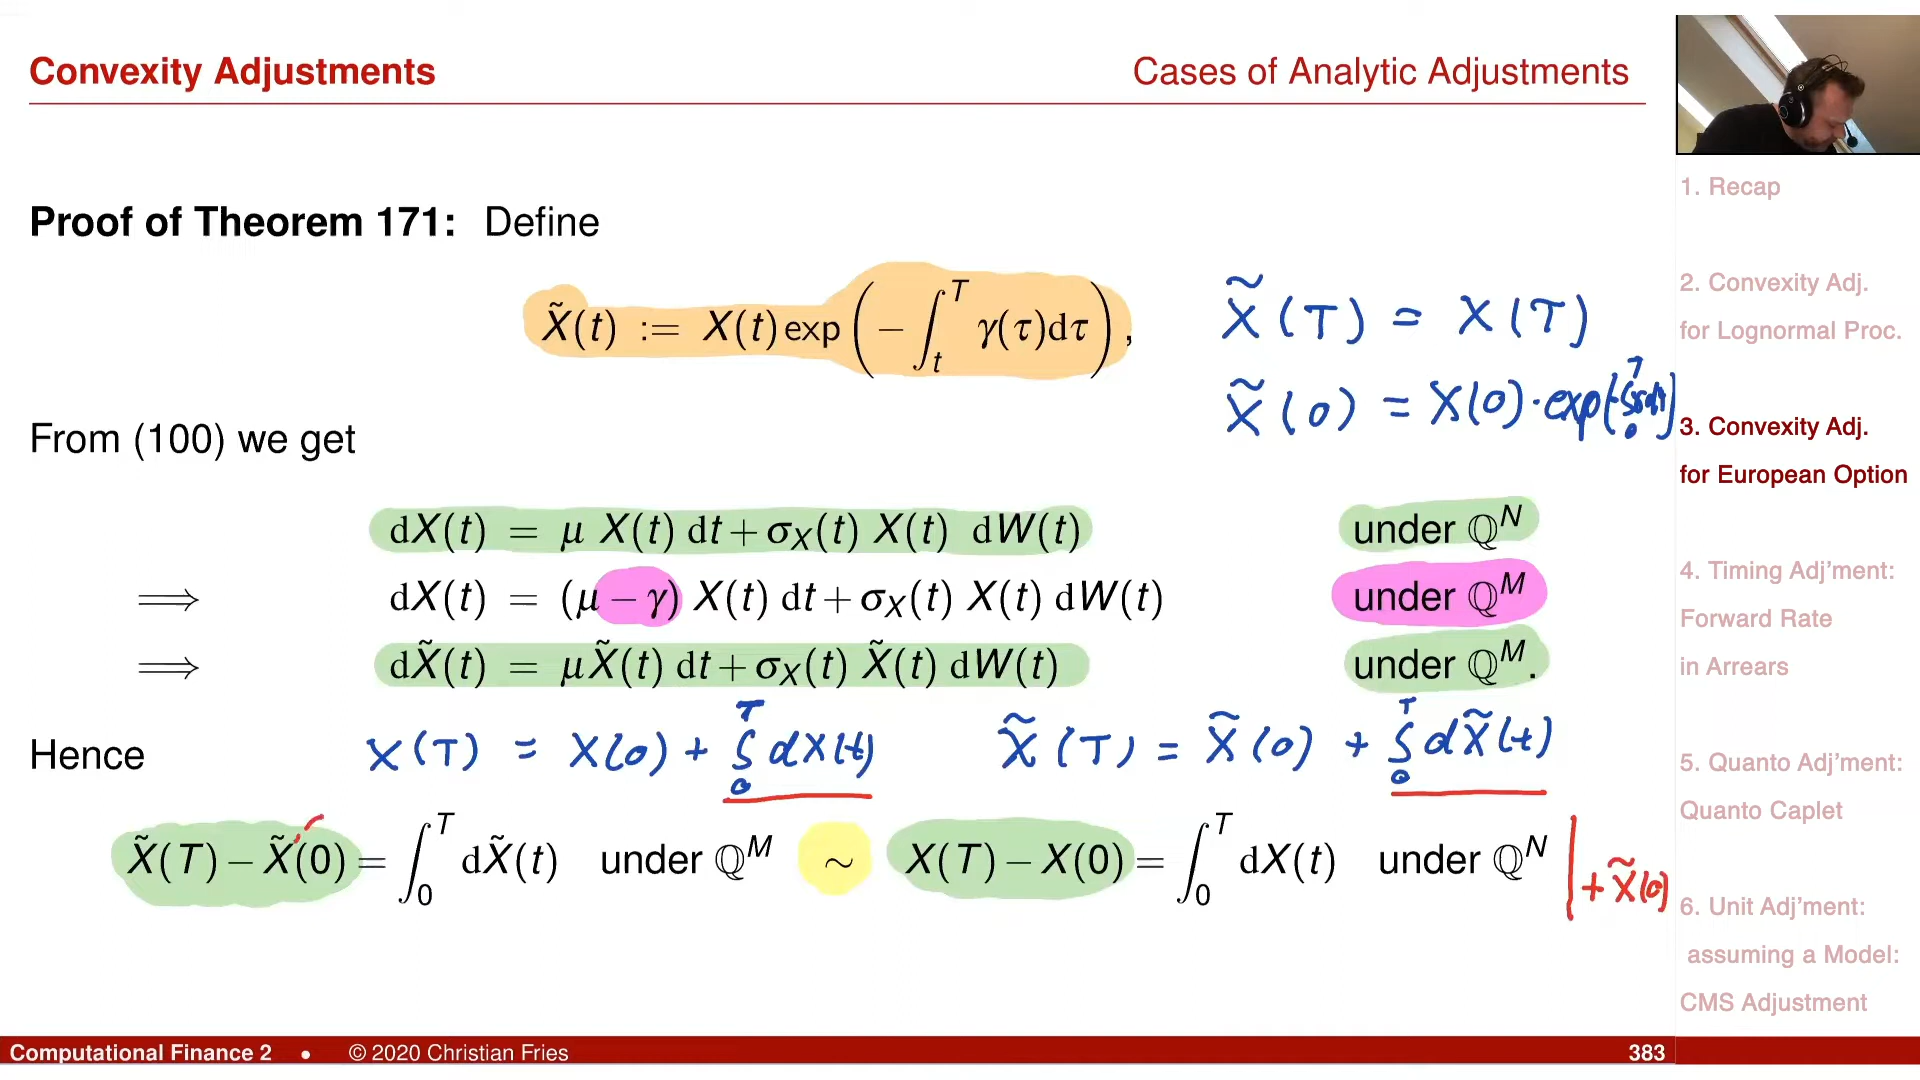 Convexity Adjustments
Cases of Analytic Adjustments
Proof of Theorem 171: Define
X̃(t) := X(t) exp(−∫_t^T γ(τ)dτ),
X̃(T) = X(T)
X̃(0) = X(0)·exp(−∫_0^T γ dτ)
From (100) we get
dX(t) = μ X(t) dt + σ_X(t) X(t) dW(t) under ℚ^N
⟹ dX(t) = (μ − γ) X(t) dt + σ_X(t) X(t) dW(t) under ℚ^M
⟹ dX̃(t) = μX̃(t) dt + σ_X(t) X̃(t) dW(t) under ℚ^M.
X(T) = X(0) + ∫_0^T dX(t) X̃(T) = X̃(0) + ∫_0^T dX̃(t)
Hence
X̃(T) − X̃(0) = ∫_0^T dX̃(t) under ℚ^M ∼ X(T) − X(0) = ∫_0^T dX(t) under ℚ^N | + X̃(0)
1. Recap
2. Convexity Adj.
for Lognormal Proc.
3. Convexity Adj.
for European Option
4. Timing Adj'ment:
Forward Rate
in Arrears
5. Quanto Adj'ment:
Quanto Caplet
6. Unit Adj'ment:
assuming a Model:
CMS Adjustment
Computational Finance 2 • © 2020 Christian Fries
383